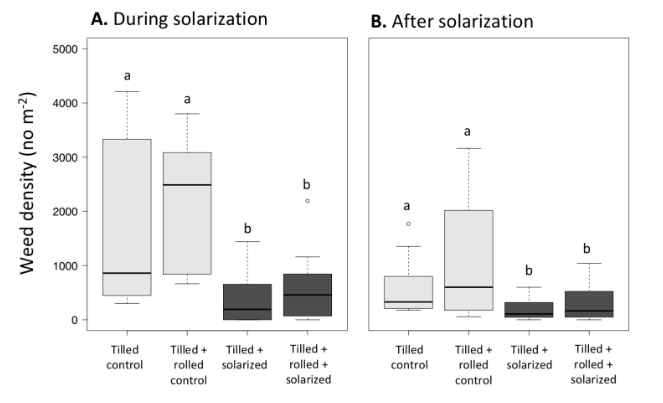 A. During solarization
B. After solarization
Weed density (no m-2)
5000
4000
3000
2000
1000
0
a
a
b
b
a
a
b
b
Tilled
control
Tilled +
rolled
control
Tilled +
solarized
Tilled +
rolled +
solarized
Tilled
control
Tilled +
rolled
control
Tilled +
solarized
Tilled +
rolled +
solarized